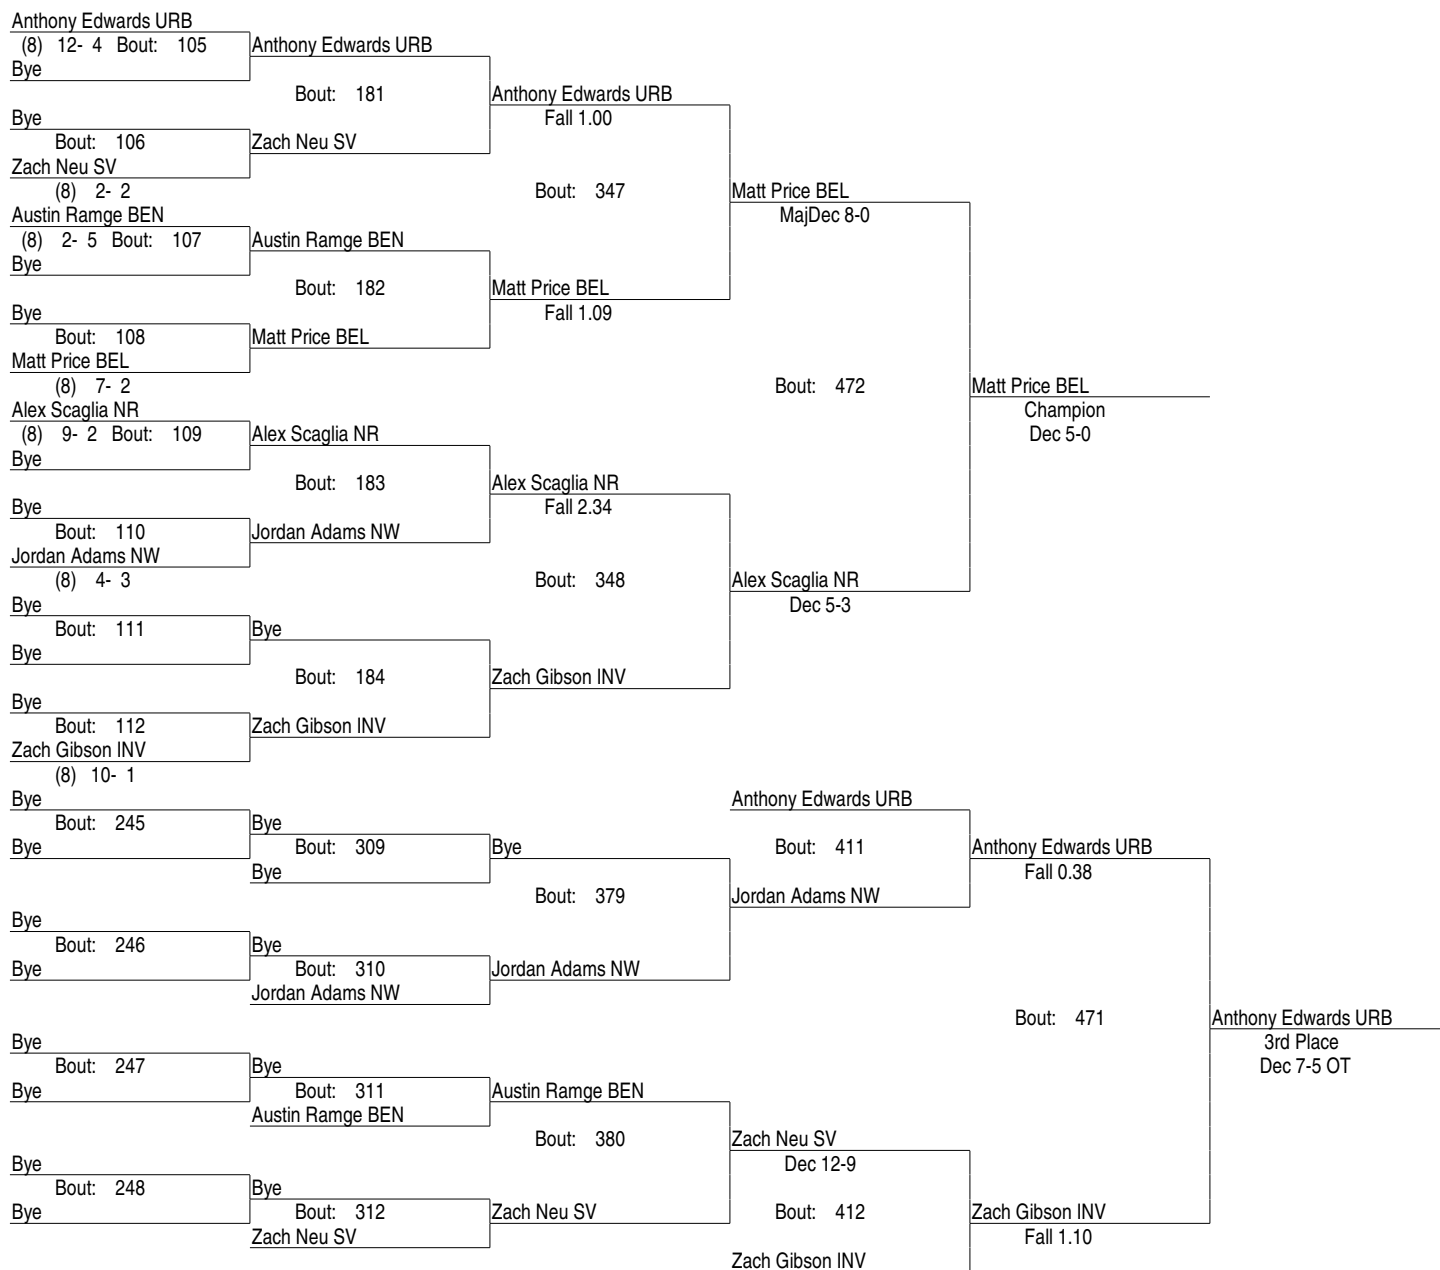 Anthony Edwards URB
(8) 12- 4 Bout: 105 Anthony Edwards URB
Bye
Bout: 181 Anthony Edwards URB
Bye Fall 1.00
Bout: 106 Zach Neu SV
Zach Neu SV
(8) 2- 2 Bout: 347 Matt Price BEL
Austin Ramge BEN MajDec 8-0
(8) 2- 5 Bout: 107 Austin Ramge BEN
Bye
Bout: 182 Matt Price BEL
Bye Fall 1.09
Bout: 108 Matt Price BEL
Matt Price BEL
(8) 7- 2 Bout: 472 Matt Price BEL
Alex Scaglia NR Champion
(8) 9- 2 Bout: 109 Alex Scaglia NR Dec 5-0
Bye
Bout: 183 Alex Scaglia NR
Bye Fall 2.34
Bout: 110 Jordan Adams NW
Jordan Adams NW
(8) 4- 3 Bout: 348 Alex Scaglia NR
Bye Dec 5-3
Bout: 111 Bye
Bye
Bout: 184 Zach Gibson INV
Bye
Bout: 112 Zach Gibson INV
Zach Gibson INV
(8) 10- 1
Bye Anthony Edwards URB
Bout: 245 Bye
Bye Bout: 309 Bye Bout: 411 Anthony Edwards URB
Bye Fall 0.38
Bout: 379 Jordan Adams NW
Bye
Bout: 246 Bye
Bye Bout: 310 Jordan Adams NW
Jordan Adams NW
Bout: 471 Anthony Edwards URB
Bye 3rd Place
Bout: 247 Bye Dec 7-5 OT
Bye Bout: 311 Austin Ramge BEN
Austin Ramge BEN
Bout: 380 Zach Neu SV
Bye Dec 12-9
Bout: 248 Bye
Bye Bout: 312 Zach Neu SV Bout: 412 Zach Gibson INV
Zach Neu SV Fall 1.10
Zach Gibson INV